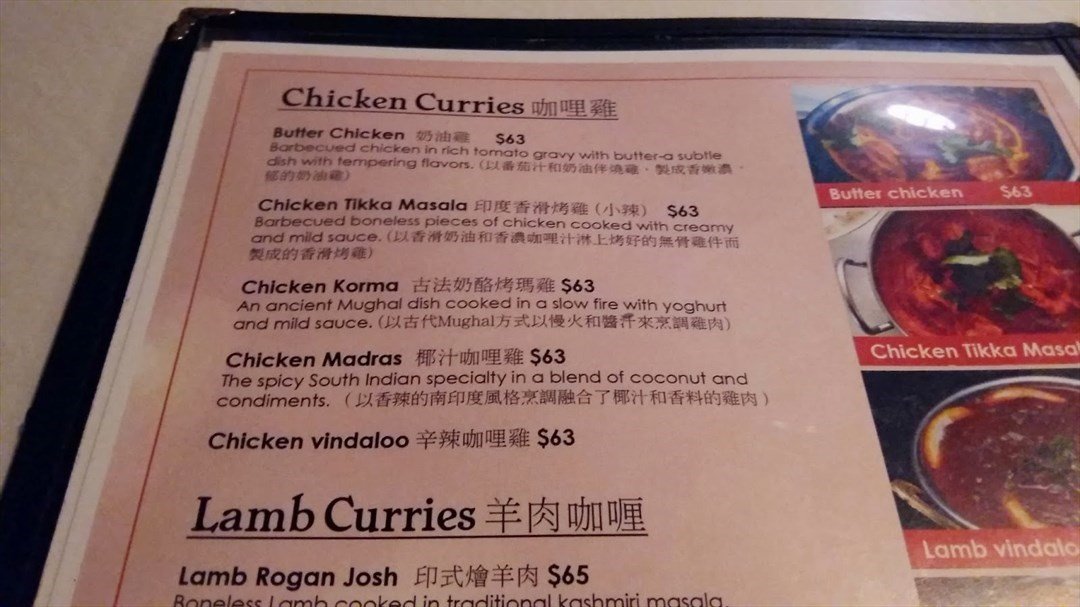 Chicken Curries 咖哩雞
Butter Chicken 奶油雞 $63
Barbecued chicken in rich tomato gravy with butter-a subtle
dish with tempering flavors. (以番茄汁和奶油伴燒雞，製成香嫩濃
郁的奶油雞)
Chicken Tikka Masala 印度香滑烤雞 (小辣) $63
Barbecued boneless pieces of chicken cooked with creamy
and mild sauce. (以香滑奶油和香濃咖哩汁淋上烤好的無骨雞件而
製成的香滑烤雞)
Chicken Korma 古法奶酪烤瑪雞 $63
An ancient Mughal dish cooked in a slow fire with yoghurt
and mild sauce. (以古代Mughal方式以慢火和醬汁來烹調雞肉)
Chicken Madras 椰汁咖哩雞 $63
The spicy South Indian specialty in a blend of coconut and
condiments. (以香辣的南印度風格烹調融合了椰汁和香料的雞肉)
Chicken vindaloo 辛辣咖哩雞 $63
Lamb Curries 羊肉咖喱
Lamb Rogan Josh 印式燴羊肉 $65
Boneless Lamb cooked in traditional kashmiri masala.
Butter chicken $63
Chicken Tikka Masal
Lamb vindalo